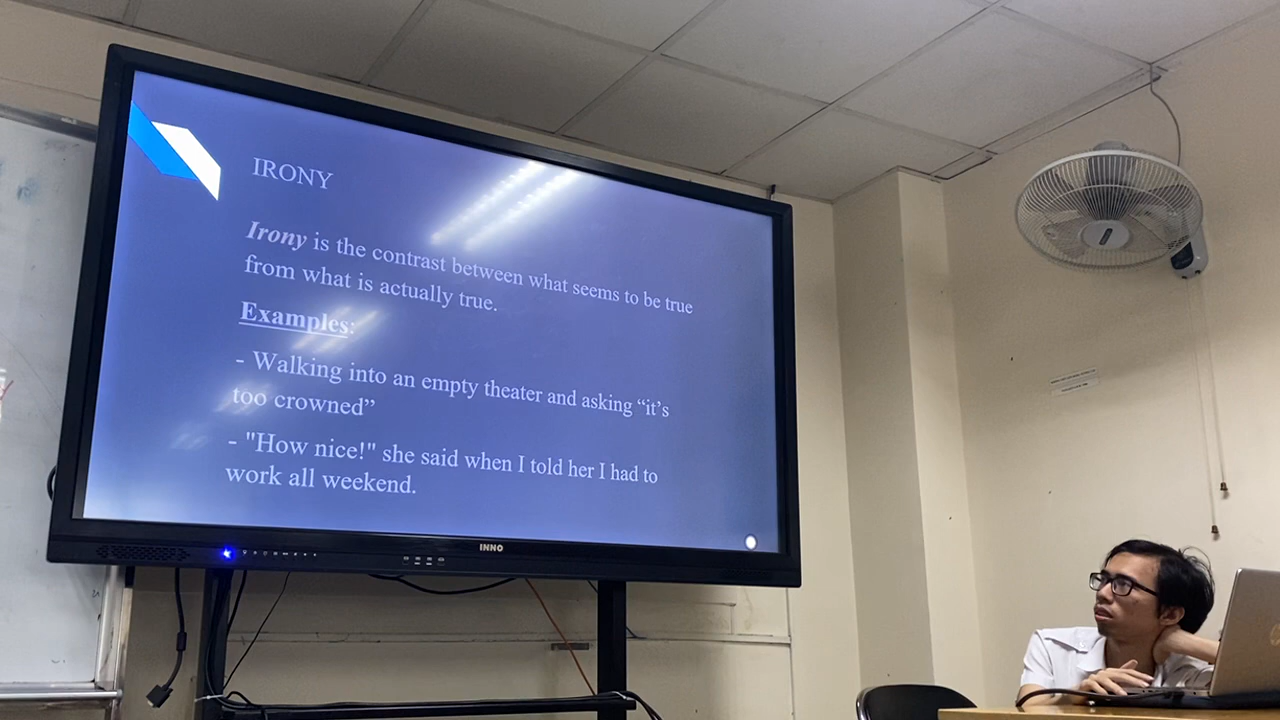 IRONY
Irony is the contrast between what seems to be true
from what is actually true.
Examples:
- Walking into an empty theater and asking “it’s
too crowned”
- "How nice!" she said when I told her I had to
work all weekend.
INNO